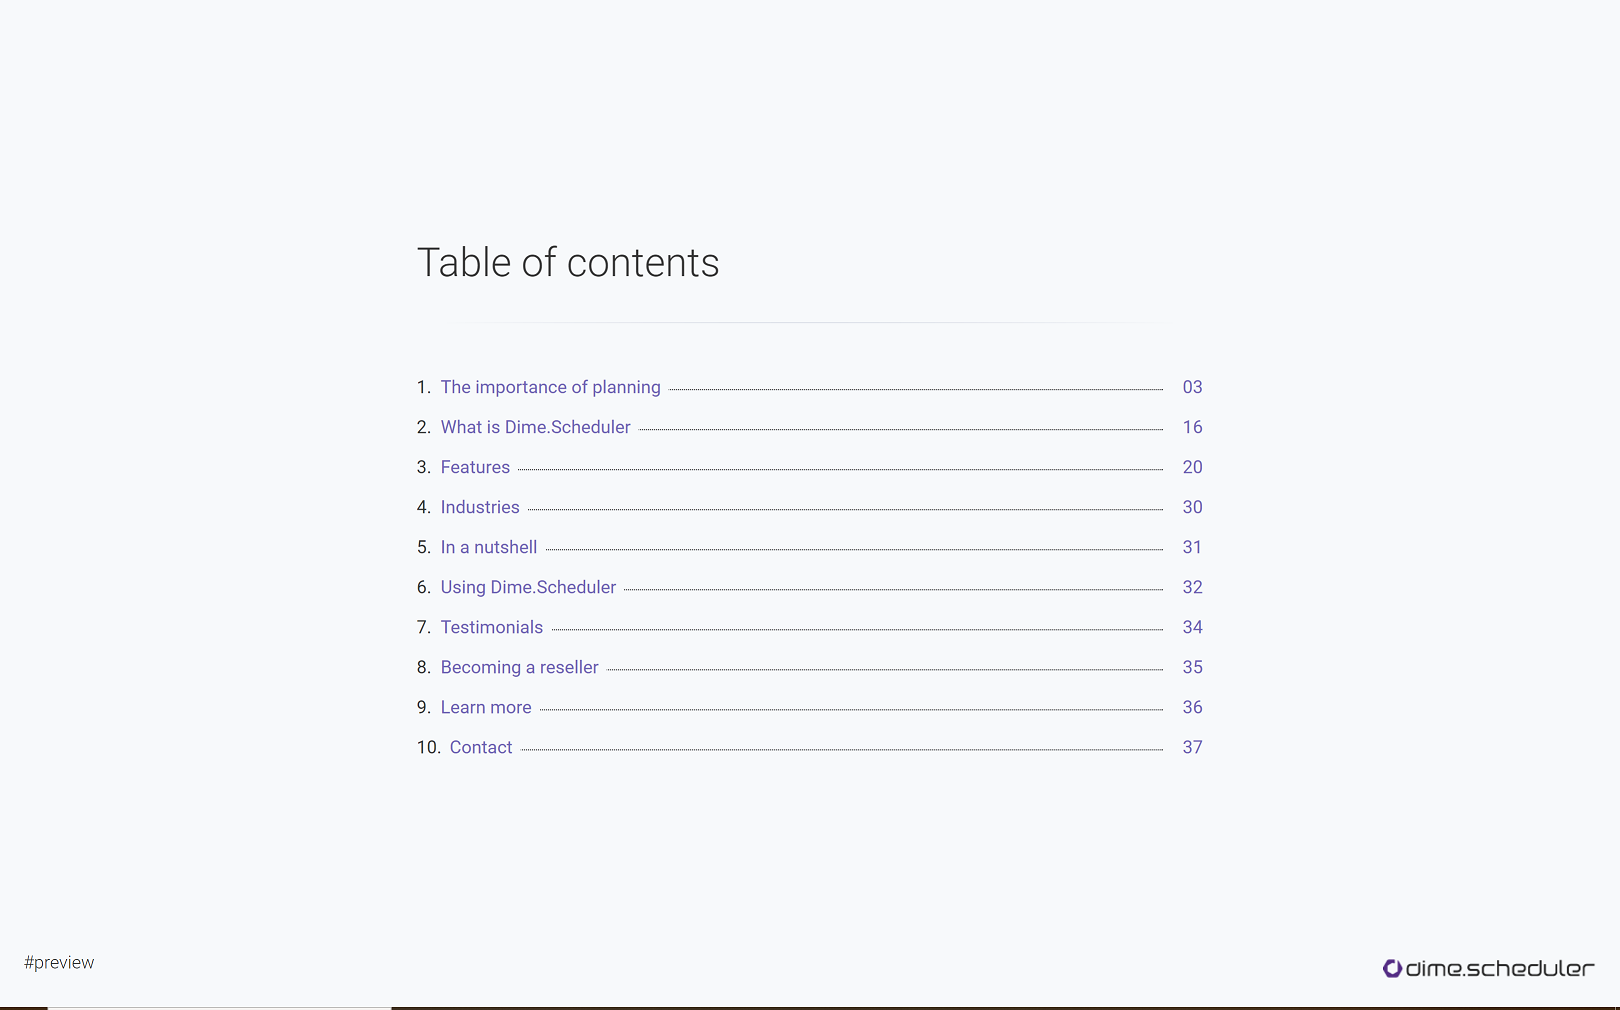 Table of contents
1. The importance of planning 03
2. What is Dime.Scheduler 16
3. Features 20
4. Industries 30
5. In a nutshell 31
6. Using Dime.Scheduler 32
7. Testimonials 34
8. Becoming a reseller 35
9. Learn more 36
10. Contact 37
#preview
dime.scheduler